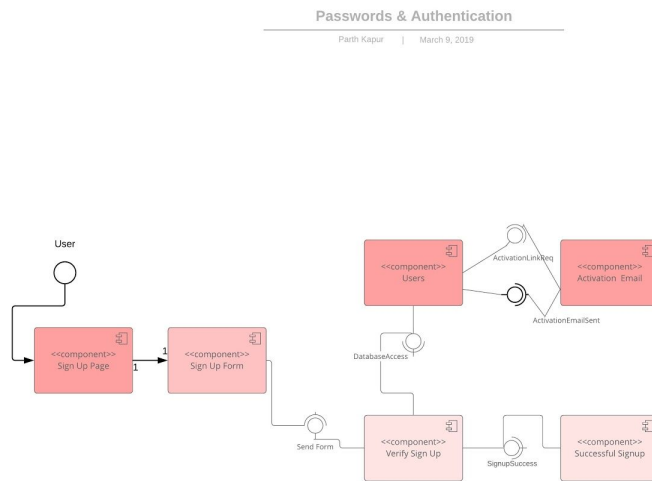 Passwords & Authentication
Parth Kapur | March 9, 2019
User
<<component>>
Users
ActivationLinkReq
<<component>>
Activation Email
ActivationEmailSent
<<component>>
Sign Up Page
1
1
<<component>>
Sign Up Form
DatabaseAccess
Send Form
<<component>>
Verify Sign Up
SignupSuccess
<<component>>
Successful Signup